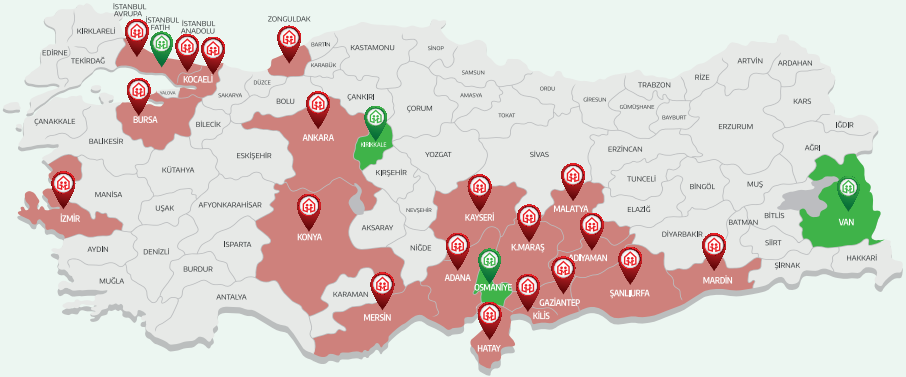 İSTANBUL
AVRUPA
İSTANBUL
FATİH
İSTANBUL
ANADOLU
ZONGULDAK
KIRKLARELİ
EDİRNE
TEKİRDAĞ
KOCAELİ
YALOVA
SAKARYA
DÜZCE
BOLU
BARTIN
KARABÜK
KASTAMONU
SİNOP
ÇANKIRI
SAMSUN
AMASYA
ORDU
TOKAT
GİRESUN
GÜMÜŞHANE
TRABZON
BAYBURT
RİZE
ARTVİN
ARDAHAN
KARS
IĞDIR
AĞRI
ERZURUM
ÇANAKKALE
BALIKESİR
BURSA
BİLECİK
ESKİŞEHİR
ANKARA
KIRIKKALE
ÇORUM
YOZGAT
SİVAS
ERZİNCAN
TUNCELİ
BİNGÖL
MUŞ
KÜTAHYA
KIRŞEHİR
MANİSA
UŞAK
AFYONKARAHİSAR
İZMİR
KONYA
AKSARAY
NEVŞEHİR
KAYSERİ
MALATYA
ELAZIĞ
DİYARBAKIR
BATMAN
BİTLİS
VAN
SİİRT
HAKKARİ
ŞIRNAK
MARDİN
ŞANLIURFA
ADIYAMAN
K.MARAŞ
NİĞDE
ADANA
OSMANİYE
GAZİANTEP
KİLİS
HATAY
MERSİN
KARAMAN
AYDIN
DENİZLİ
ISPARTA
BURDUR
MUĞLA
ANTALYA